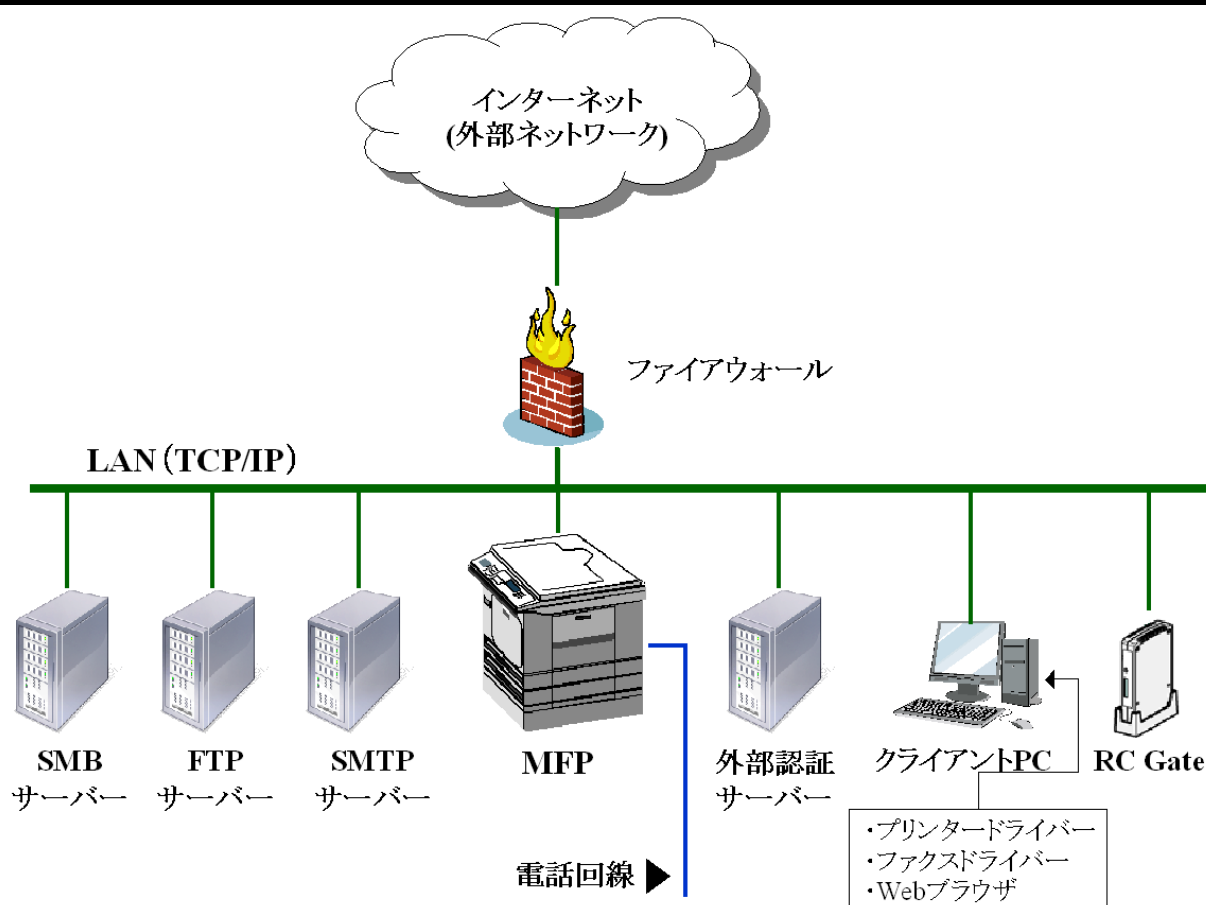 インターネット
(外部ネットワーク)
ファイアウォール
LAN（TCP/IP）
SMB
サーバー
FTP
サーバー
SMTP
サーバー
MFP
外部認証
サーバー
クライアントPC
RC Gate
・プリンタードライバー
・ファクスドライバー
・Webブラウザ
電話回線